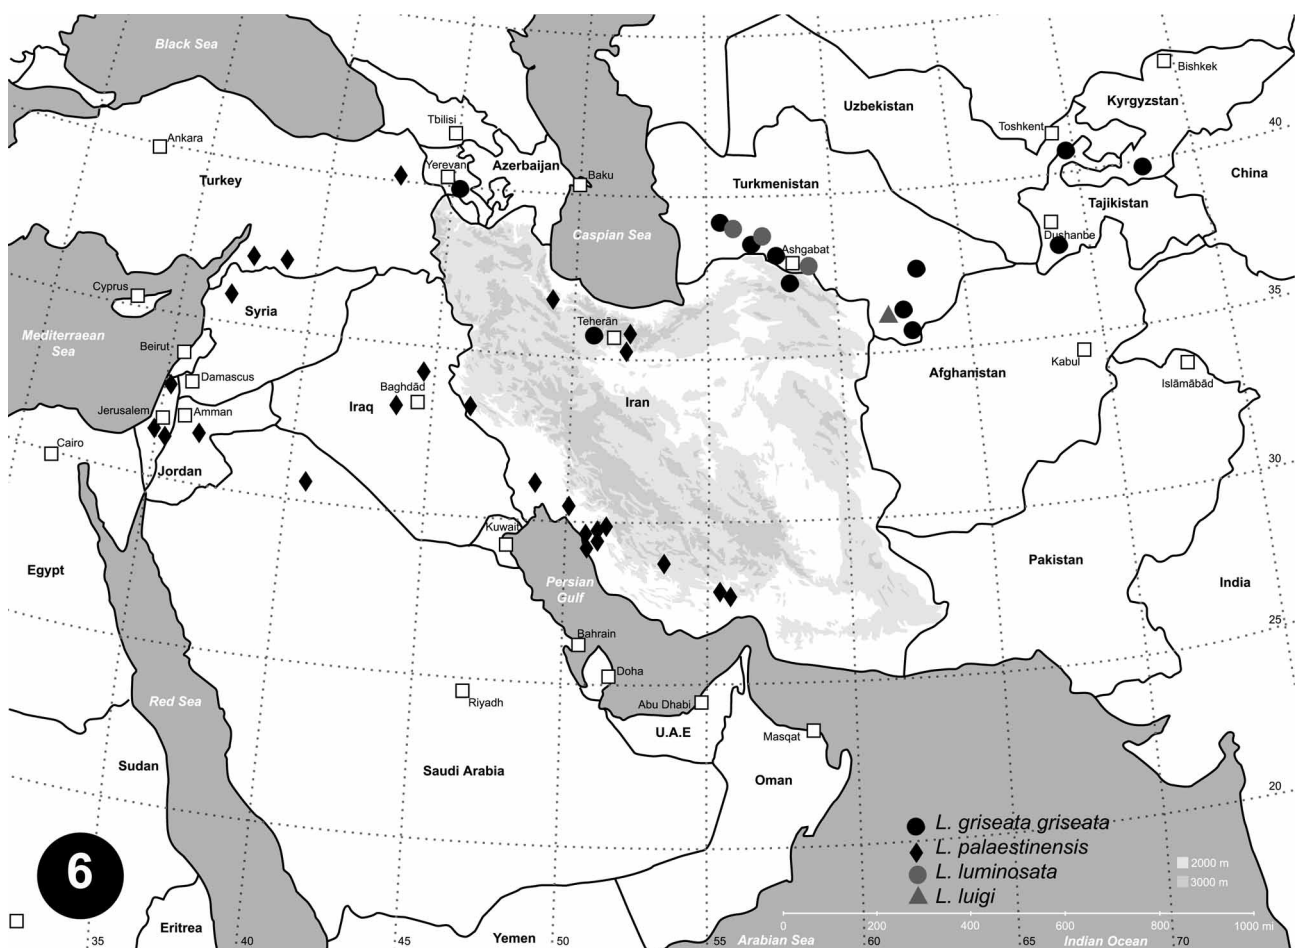 Black Sea
Bishkek
Kyrgyzstan
Uzbekistan
Tbilisi
Toshkent
40
Ankara
Yerevan
Azerbaijan
Baku
China
Turkey
Turkmenistan
Tajikistan
Caspian Sea
Dushanbe
Ashgabat
Cyprus
Syria
35
Mediterraean
Sea
Teherān
Beirut
Kabul
Islāmābād
Damascus
Baghdād
Afghanistan
Iran
Jerusalem
Amman
Iraq
Cairo
Jordan
30
Kuwait
Egypt
Persian
Gulf
Pakistan
India
Bahrain
25
Doha
Red Sea
Riyadh
Abu Dhabi
U.A.E
Masqat
Sudan
Saudi Arabia
Oman
20
L. griseata griseata
L. palaestinensis
6
2000 m
L. luminosata
3000 m
L. luigi
0 200 400 600 800 1000 mi
Eritrea
35 40 45 Yemen 50 55 Arabian Sea 60 65 Indian Ocean 70